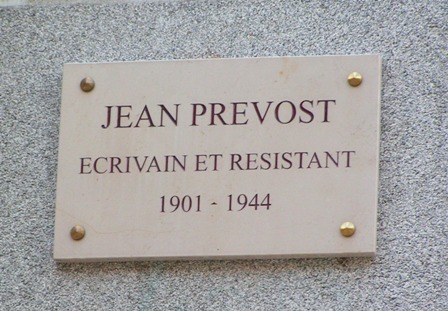 JEAN PREVOST
ECRIVAIN ET RESISTANT
1901 - 1944